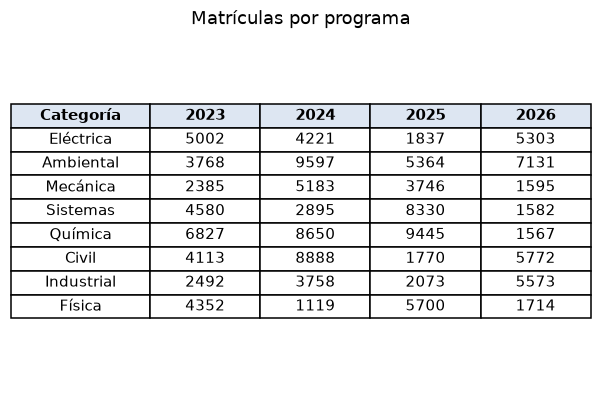 Matrículas por programa
Categoría 2023 2024 2025 2026
Eléctrica 5002 4221 1837 5303
Ambiental 3768 9597 5364 7131
Mecánica 2385 5183 3746 1595
Sistemas 4580 2895 8330 1582
Química 6827 8650 9445 1567
Civil 4113 8888 1770 5772
Industrial 2492 3758 2073 5573
Física 4352 1119 5700 1714